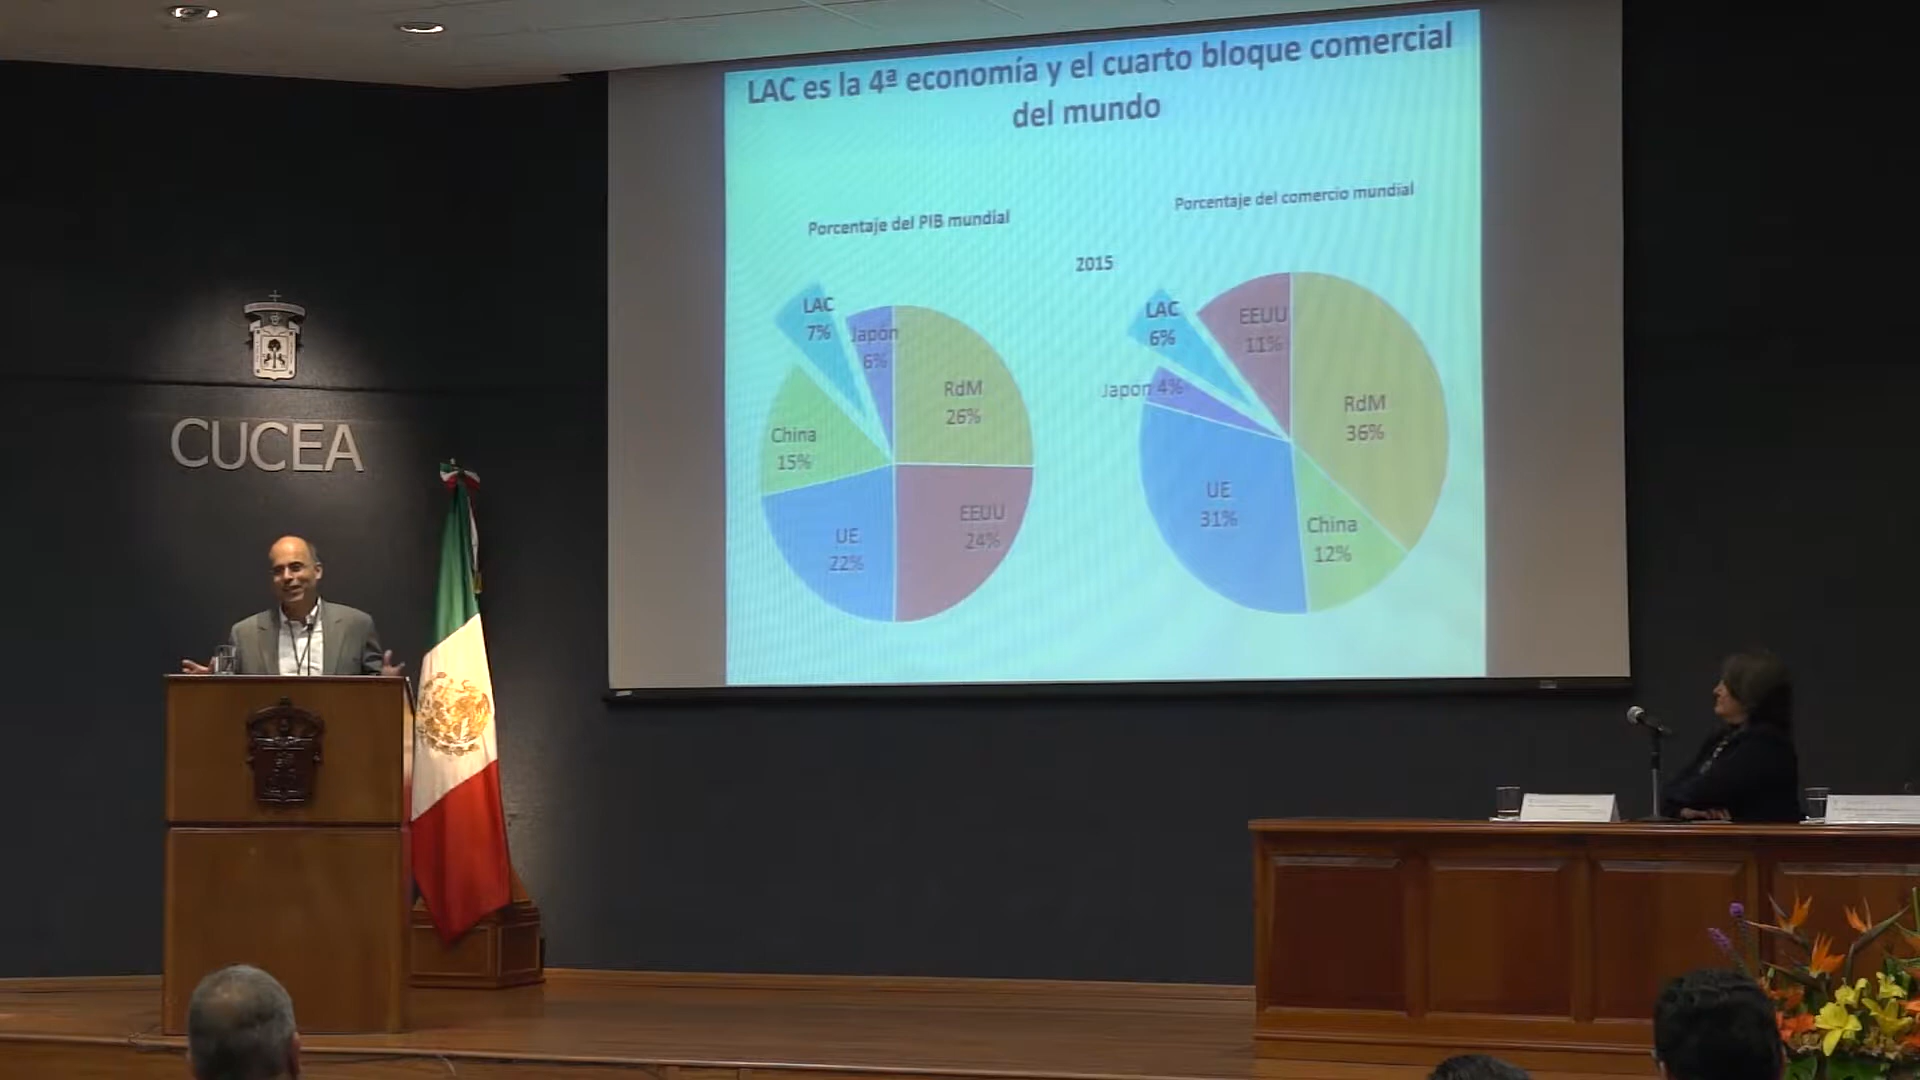 LAC es la 4ª economía y el cuarto bloque comercial
del mundo
Porcentaje del PIB mundial
Porcentaje del comercio mundial
2015
LAC
7%
Japón
6%
RdM
26%
China
15%
UE
22%
EEUU
24%
LAC
6%
EEUU
11%
Japon 4%
RdM
36%
UE
31%
China
12%
CUCEA